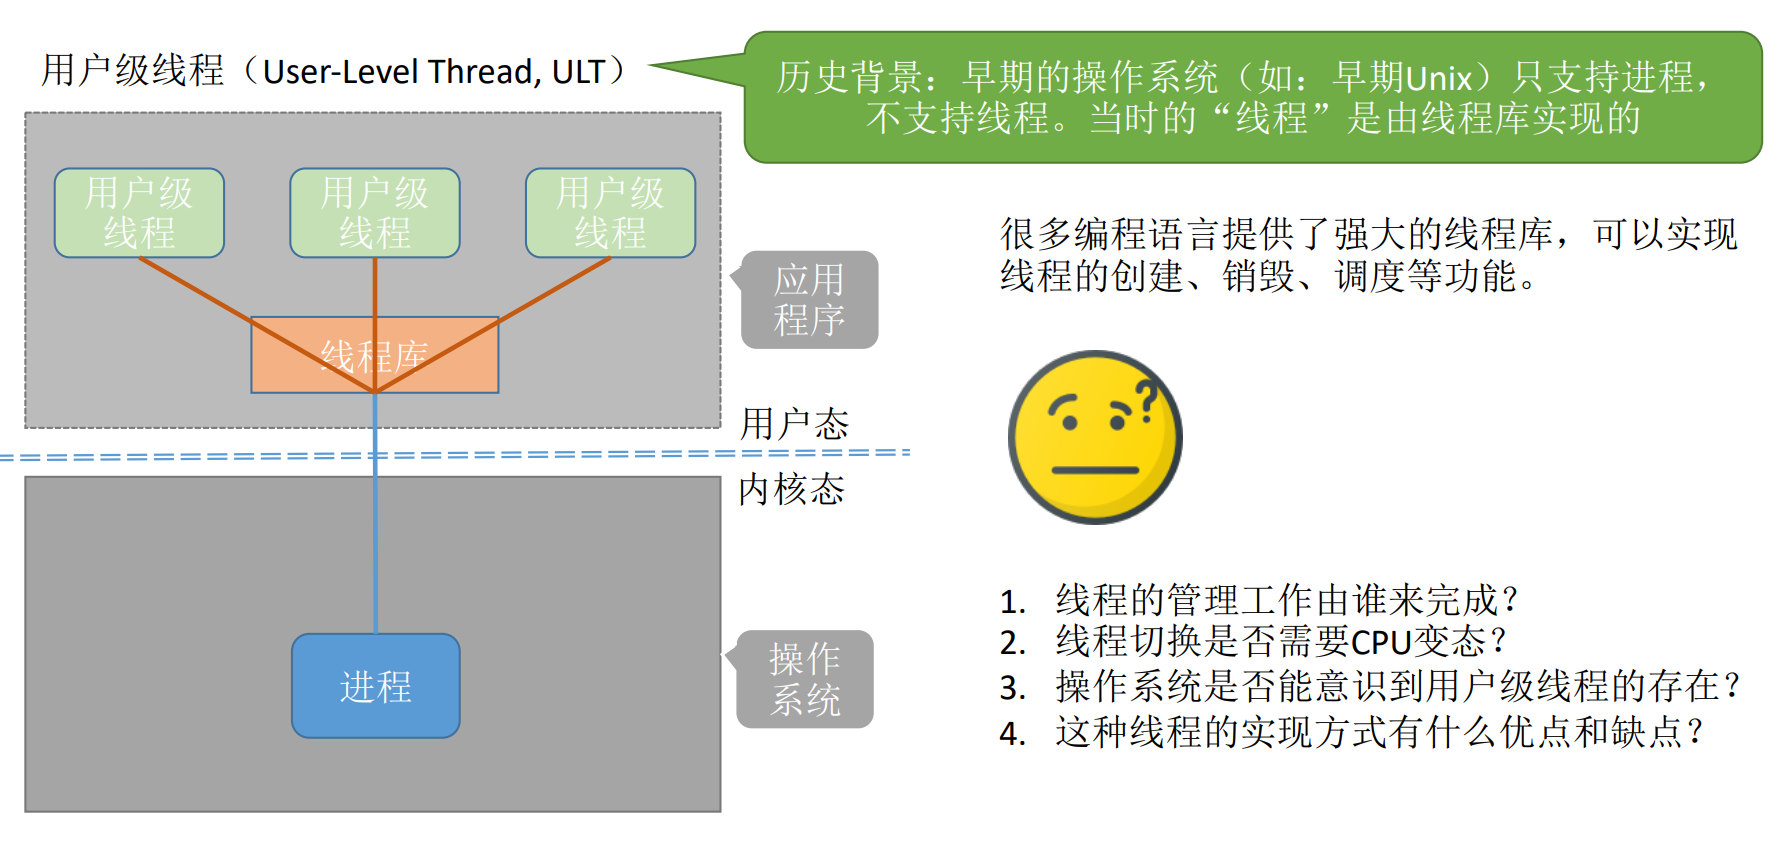 用户级线程（User-Level Thread, ULT）
历史背景：早期的操作系统（如：早期Unix）只支持进程，
不支持线程。当时的“线程”是由线程库实现的
用户级
线程
用户级
线程
用户级
线程
应用
程序
线程库
用户态
内核态
进程
操作
系统
很多编程语言提供了强大的线程库，可以实现
线程的创建、销毁、调度等功能。
?
1. 线程的管理工作由谁来完成？
2. 线程切换是否需要CPU变态？
3. 操作系统是否能意识到用户级线程的存在？
4. 这种线程的实现方式有什么优点和缺点？